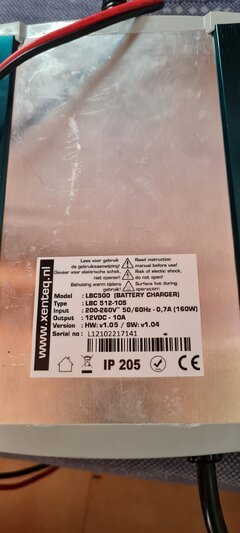 www.xenteq.nl
Lees voor gebruik de gebruiksaanwijzing!
Read instruction manual before use!
Gevaar voor elektrische schok, niet openen!
Risk of electric shock, do not open!
Behuizing warm tijdens gebruik!
Surface hot during operation!
Model : LBC500 (BATTERY CHARGER)
Type : LBC 512-10S
Input : 200-260V~ 50/60Hz - 0,7A (160W)
Output : 12VDC - 10A
Version : HW: v1.05 / SW: v1.04
Serial no : L12102217141
IP 205
CE